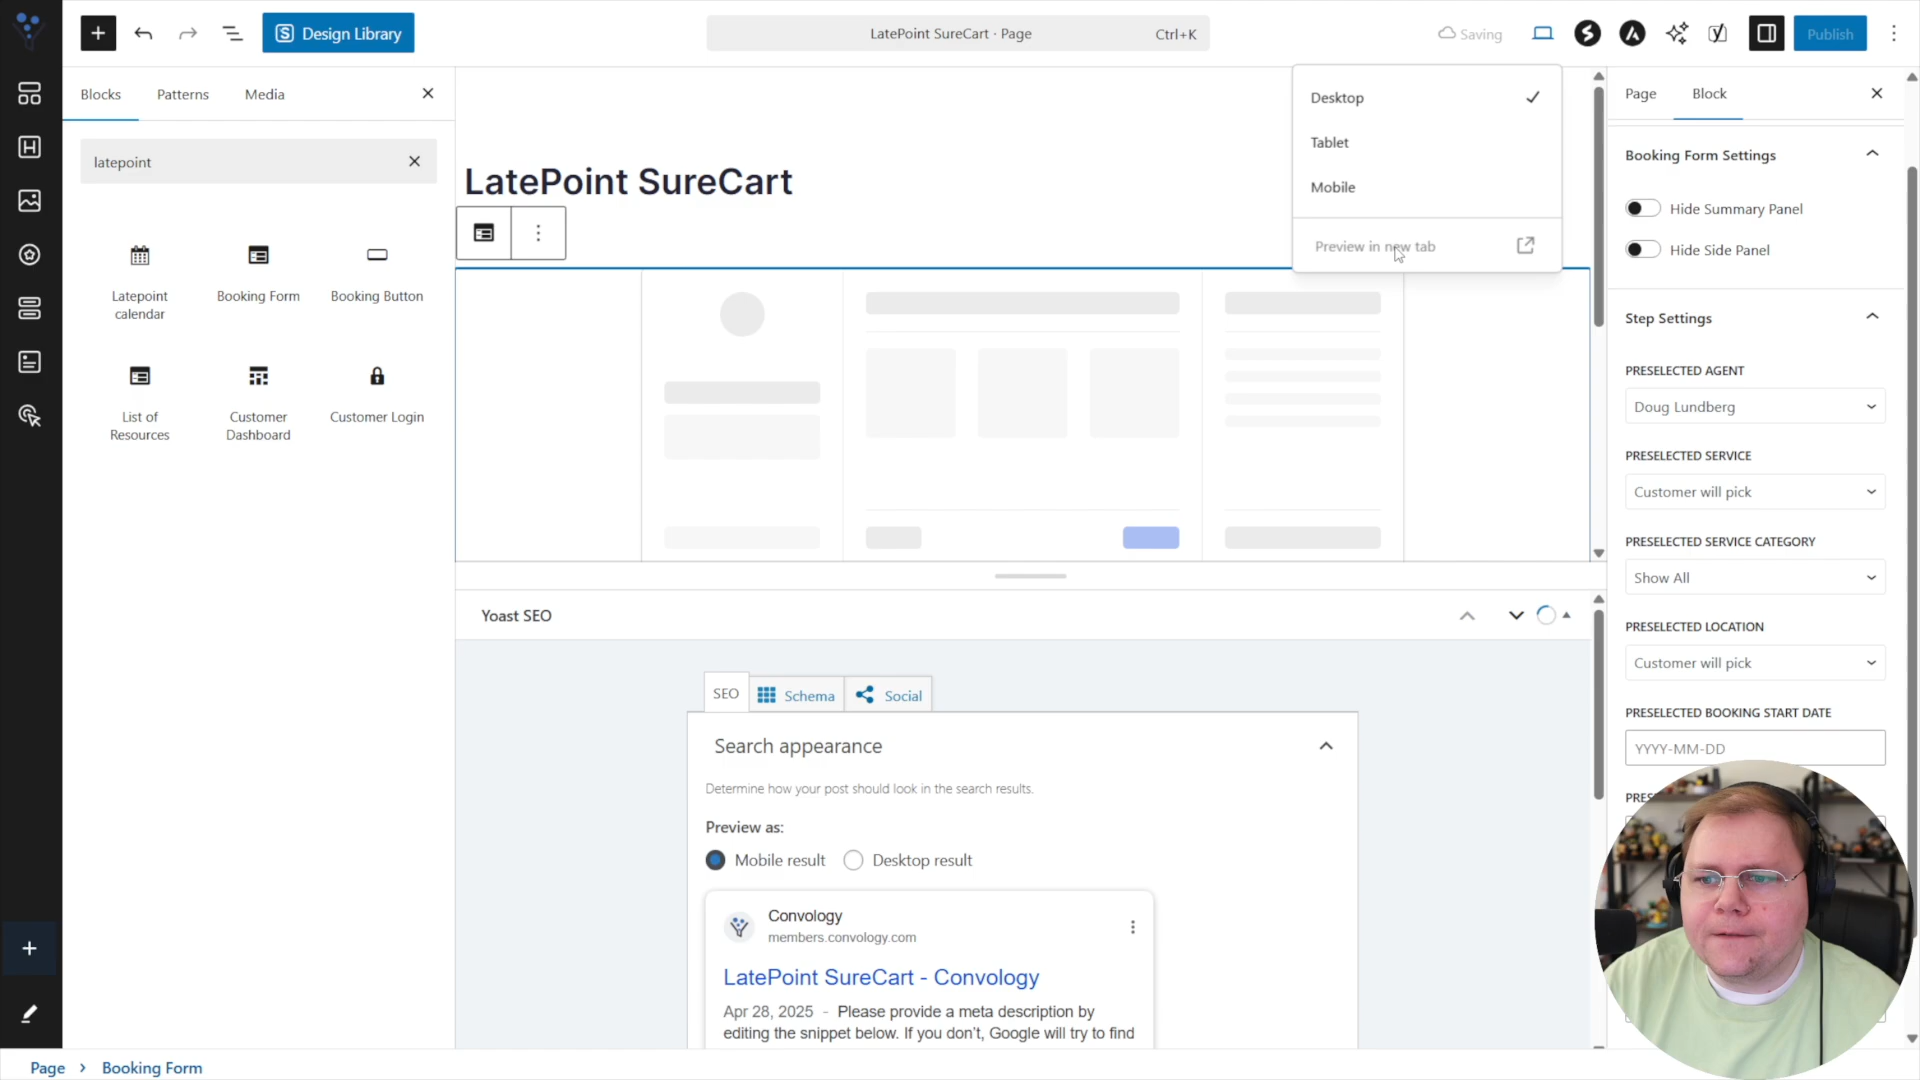 Design Library
LatePoint SureCart · Page
Ctrl+K
Saving
Publish
Blocks
Patterns
Media
latepoint
Latepoint
calendar
Booking Form
Booking Button
List of
Resources
Customer
Dashboard
Customer Login
LatePoint SureCart
Desktop
Tablet
Mobile
Preview in new tab
Page
Block
Booking Form Settings
Hide Summary Panel
Hide Side Panel
Step Settings
PRESELECTED AGENT
Doug Lundberg
PRESELECTED SERVICE
Customer will pick
PRESELECTED SERVICE CATEGORY
Show All
PRESELECTED LOCATION
Customer will pick
PRESELECTED BOOKING START DATE
YYYY-MM-DD
Yoast SEO
SEO
Schema
Social
Search appearance
Determine how your post should look in the search results.
Preview as:
Mobile result
Desktop result
Convology
members.convology.com
LatePoint SureCart - Convology
Apr 28, 2025 - Please provide a meta description by
editing the snippet below. If you don't, Google will try to find
Page
Booking Form